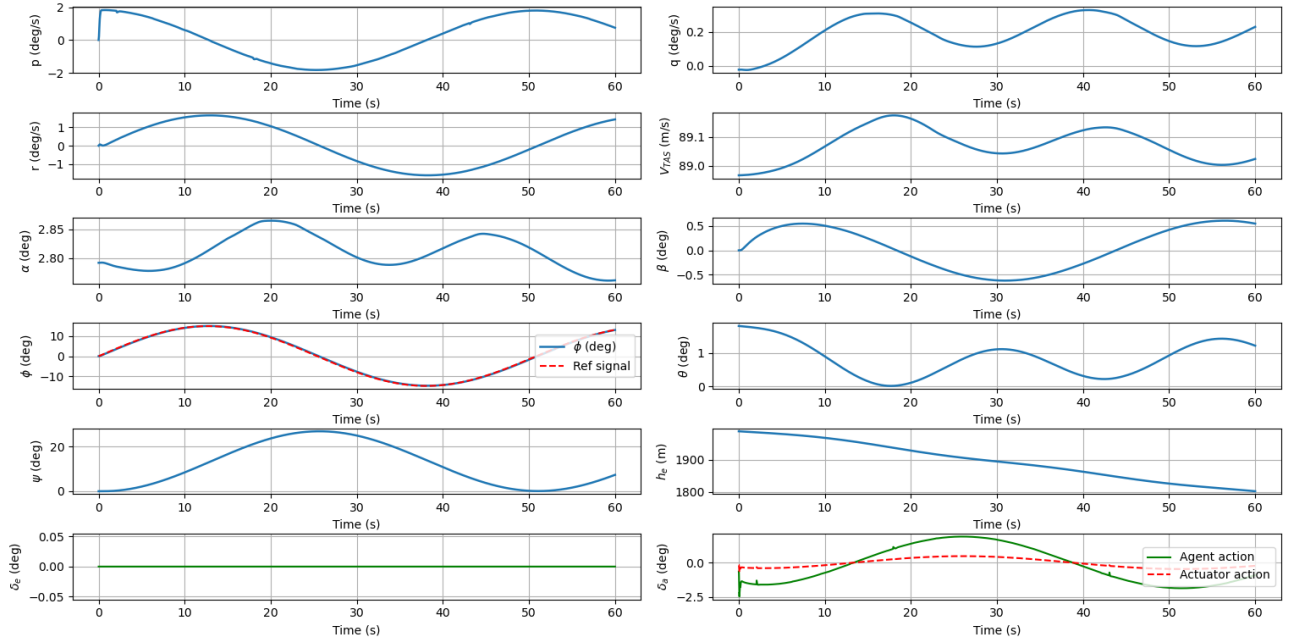 p (deg/s)
2
0
−2
0 10 20 30 40 50 60
Time (s)
q (deg/s)
0.2
0.0
0 10 20 30 40 50 60
Time (s)
r (deg/s)
1
0
−1
0 10 20 30 40 50 60
Time (s)
V_TAS (m/s)
89.1
89.0
0 10 20 30 40 50 60
Time (s)
α (deg)
2.85
2.80
0 10 20 30 40 50 60
Time (s)
β (deg)
0.5
0.0
−0.5
0 10 20 30 40 50 60
Time (s)
ϕ (deg)
10
0
−10
ϕ (deg)
Ref signal
0 10 20 30 40 50 60
Time (s)
θ (deg)
1
0
0 10 20 30 40 50 60
Time (s)
ψ (deg)
20
0
0 10 20 30 40 50 60
Time (s)
h_e (m)
1900
1800
0 10 20 30 40 50 60
Time (s)
δ_e (deg)
0.05
0.00
−0.05
0 10 20 30 40 50 60
Time (s)
δ_a (deg)
0.0
−2.5
Agent action
Actuator action
0 10 20 30 40 50 60
Time (s)